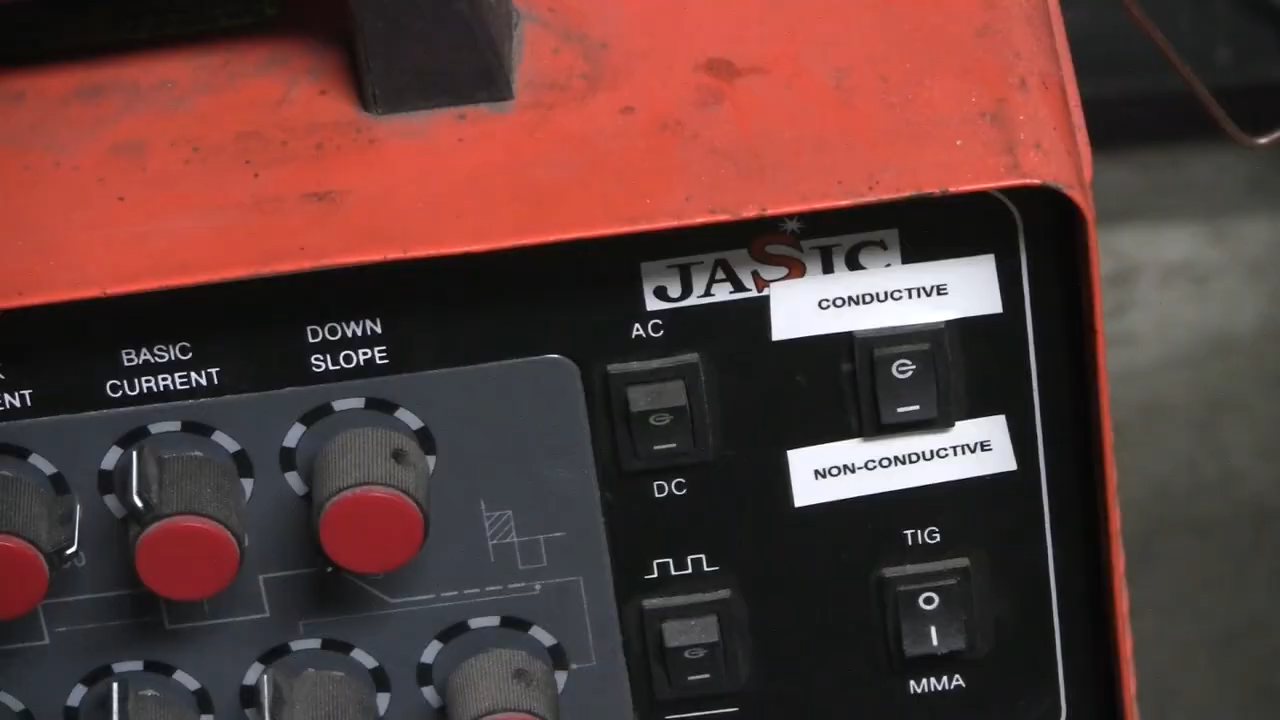 JASIC
CONDUCTIVE
AC
DOWN
SLOPE
BASIC
CURRENT
NON-CONDUCTIVE
DC
TIG
MMA